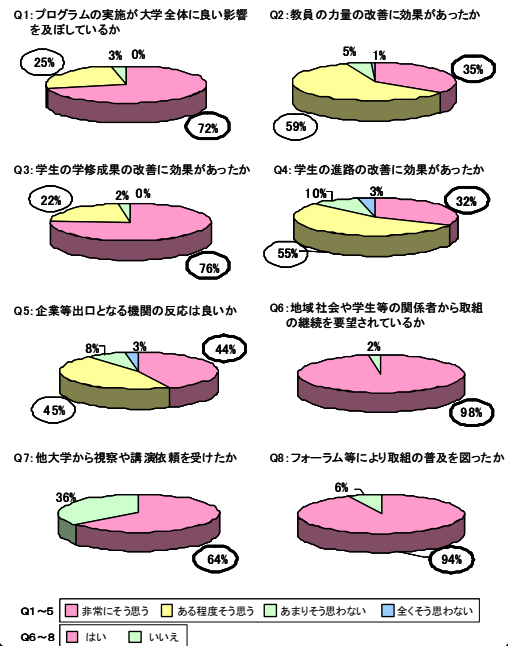 Q1:プログラムの実施が大学全体に良い影響
を及ぼしているか
25%
3%
0%
72%
Q2:教員の力量の改善に効果があったか
5%
1%
35%
59%
Q3:学生の学修成果の改善に効果があったか
22%
2%
0%
76%
Q4:学生の進路の改善に効果があったか
10%
3%
32%
55%
Q5:企業等出口となる機関の反応は良いか
8%
3%
44%
45%
Q6:地域社会や学生等の関係者から取組
の継続を要望されているか
2%
98%
Q7:他大学から視察や講演依頼を受けたか
36%
64%
Q8:フォーラム等により取組の普及を図ったか
6%
94%
Q1~5 非常にそう思う ある程度そう思う あまりそう思わない 全くそう思わない
Q6~8 はい いいえ